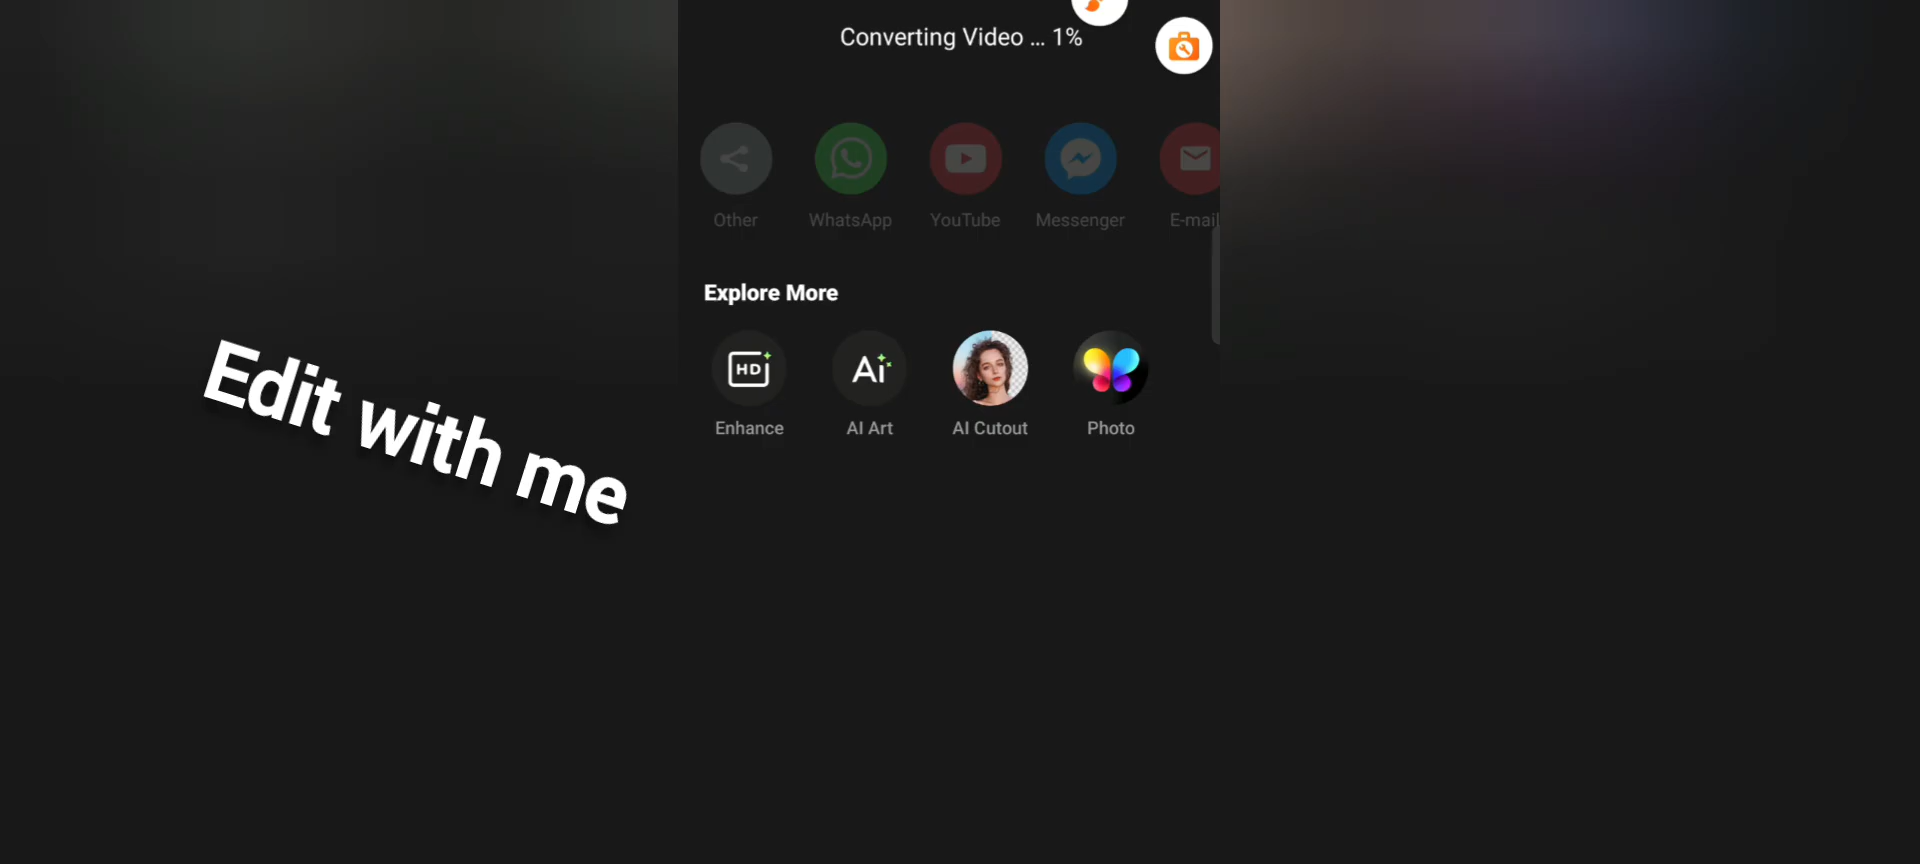 Converting Video ... 1%
Other WhatsApp YouTube Messenger E-mail
Explore More
HD Ai
Enhance AI Art AI Cutout Photo
Edit with me